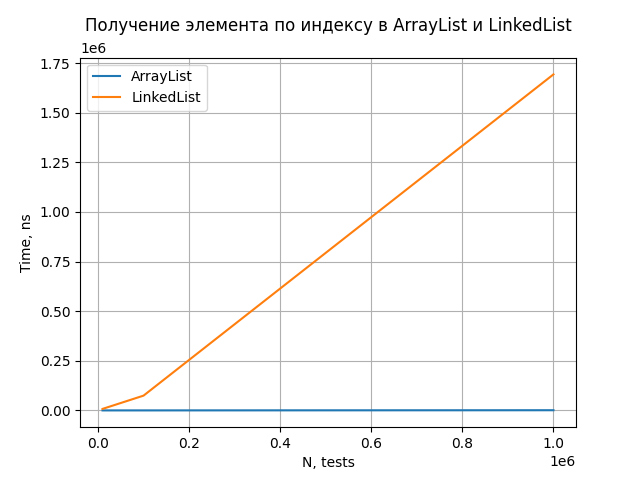 Получение элемента по индексу в ArrayList и LinkedList
1e6
ArrayList
LinkedList
1.75
1.50
1.25
1.00
0.75
0.50
0.25
0.00
Time, ns
0.0 0.2 0.4 0.6 0.8 1.0
N, tests
1e6